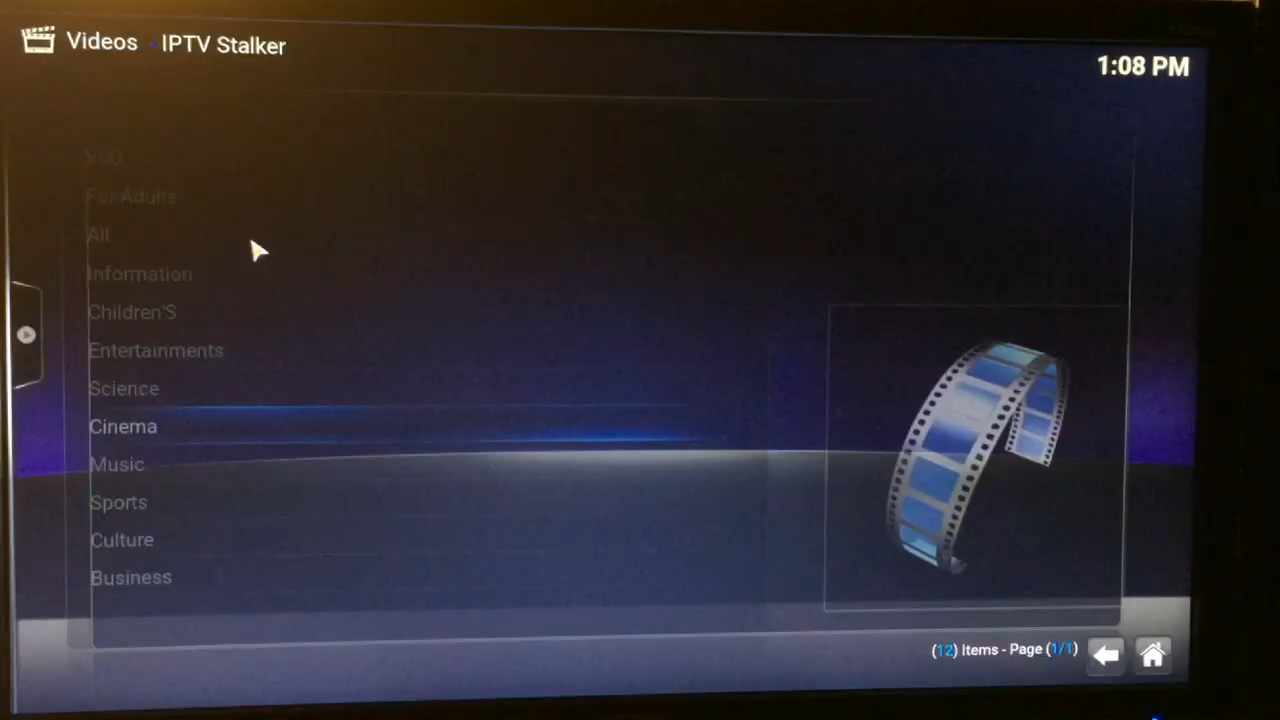 Videos - IPTV Stalker
1:08 PM
VoD
For Adults
All
Information
Children'S
Entertainments
Science
Cinema
Music
Sports
Culture
Business
(12) Items - Page (1/1)